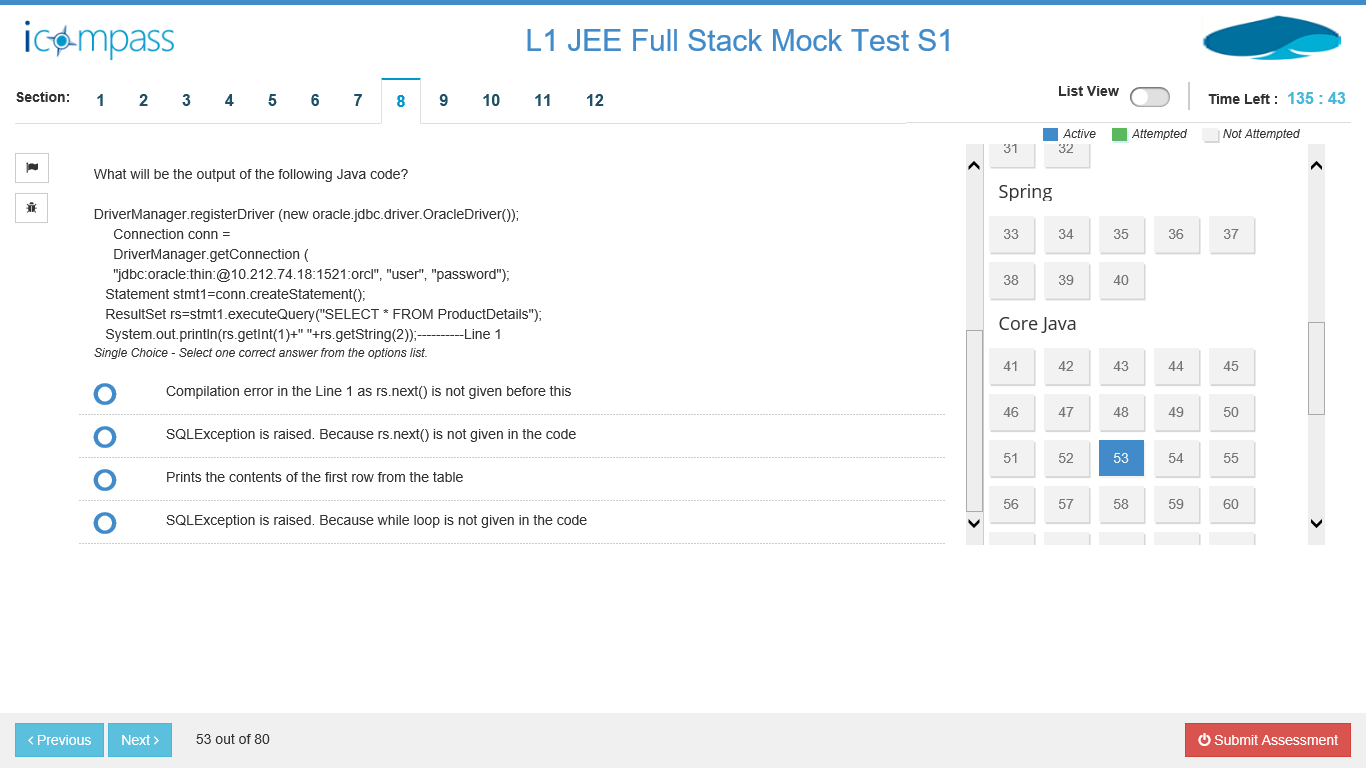 icompass
L1 JEE Full Stack Mock Test S1
Section: 1 2 3 4 5 6 7 8 9 10 11 12
List View
Time Left : 135 : 43
Active Attempted Not Attempted
What will be the output of the following Java code?
DriverManager.registerDriver (new oracle.jdbc.driver.OracleDriver());
Connection conn =
DriverManager.getConnection (
"jdbc:oracle:thin:@10.212.74.18:1521:orcl", "user", "password");
Statement stmt1=conn.createStatement();
ResultSet rs=stmt1.executeQuery("SELECT * FROM ProductDetails");
System.out.println(rs.getInt(1)+" "+rs.getString(2));----------Line 1
Single Choice - Select one correct answer from the options list.
Compilation error in the Line 1 as rs.next() is not given before this
SQLException is raised. Because rs.next() is not given in the code
Prints the contents of the first row from the table
SQLException is raised. Because while loop is not given in the code
31 32
Spring
33 34 35 36 37
38 39 40
Core Java
41 42 43 44 45
46 47 48 49 50
51 52 53 54 55
56 57 58 59 60
Previous
Next
53 out of 80
Submit Assessment